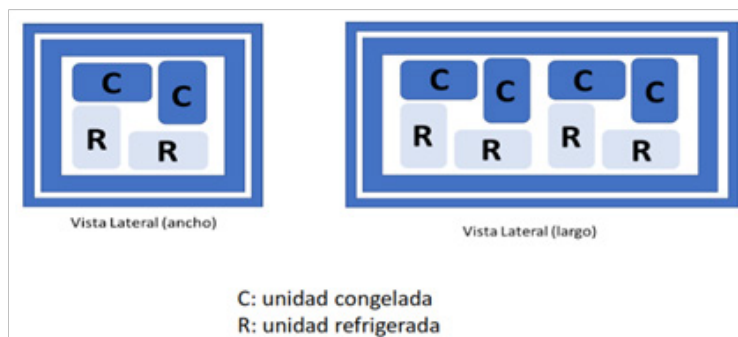 C C C C C C
R R R R R R
Vista Lateral (ancho)
Vista Lateral (largo)
C: unidad congelada
R: unidad refrigerada